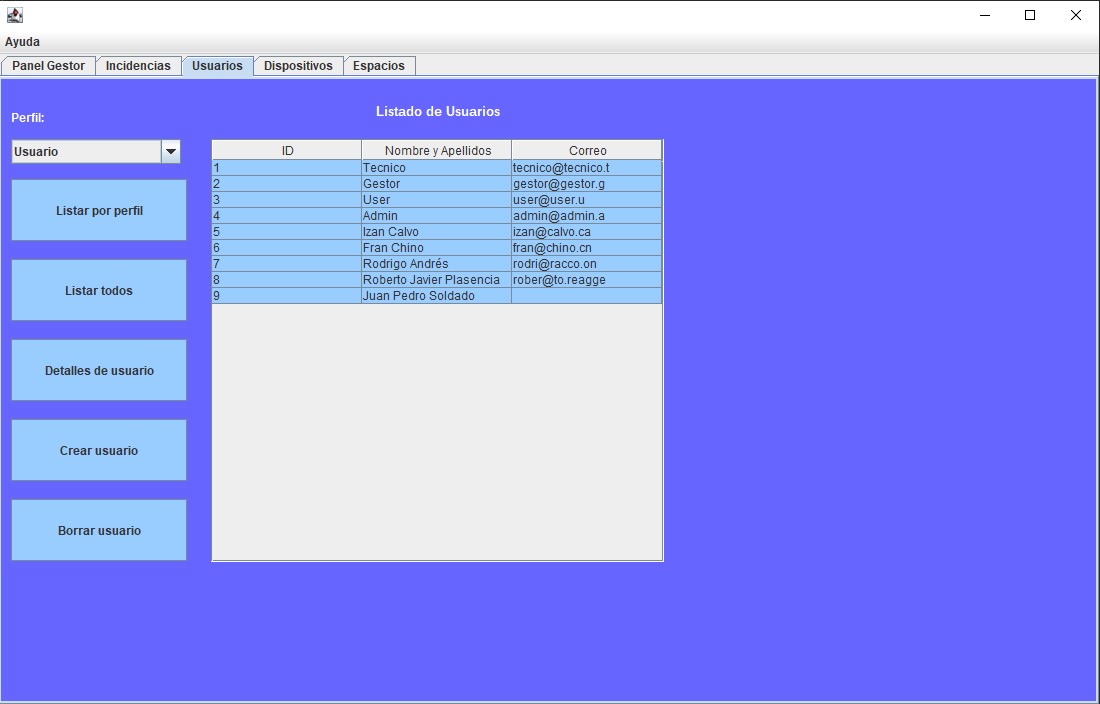 Ayuda
Panel Gestor Incidencias Usuarios Dispositivos Espacios
Perfil:
Usuario
Listar por perfil
Listar todos
Detalles de usuario
Crear usuario
Borrar usuario
Listado de Usuarios
ID Nombre y Apellidos Correo
1 Tecnico tecnico@tecnico.t
2 Gestor gestor@gestor.g
3 User user@user.u
4 Admin admin@admin.a
5 Izan Calvo izan@calvo.ca
6 Fran Chino fran@chino.cn
7 Rodrigo Andrés rodri@racco.on
8 Roberto Javier Plasencia rober@to.reagge
9 Juan Pedro Soldado